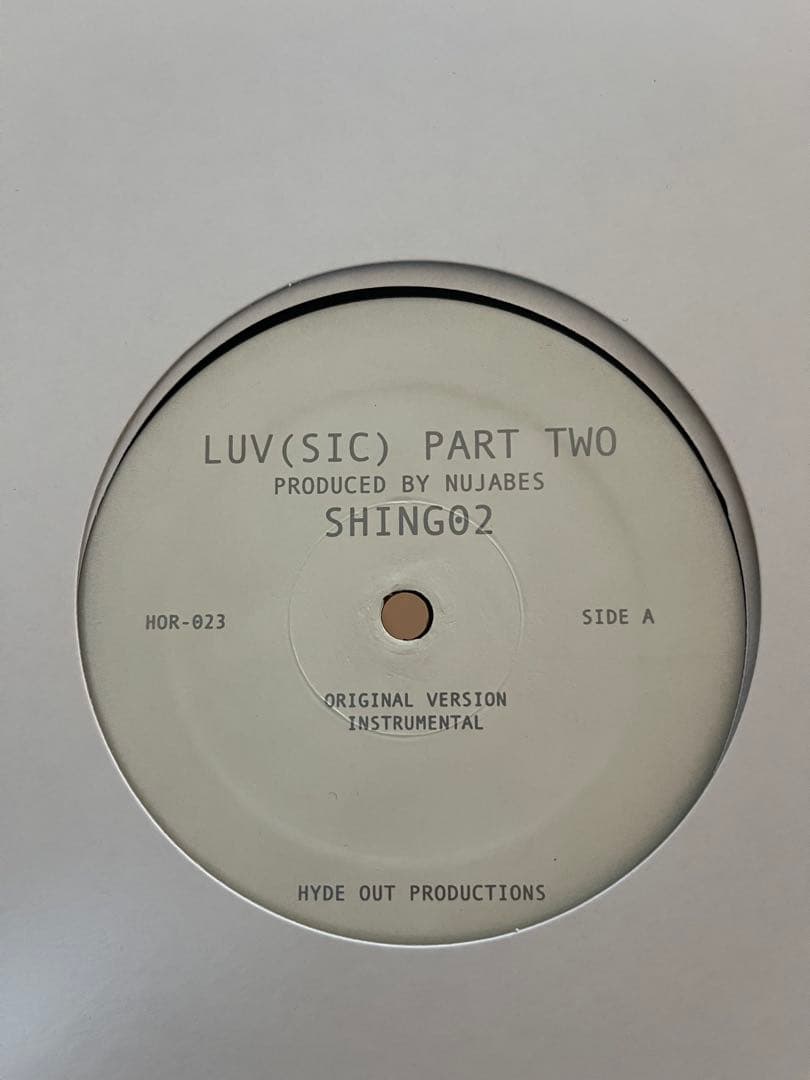 LUV(SIC) PART TWO
PRODUCED BY NUJABES
SHING02
HOR-023
SIDE A
ORIGINAL VERSION
INSTRUMENTAL
HYDE OUT PRODUCTIONS